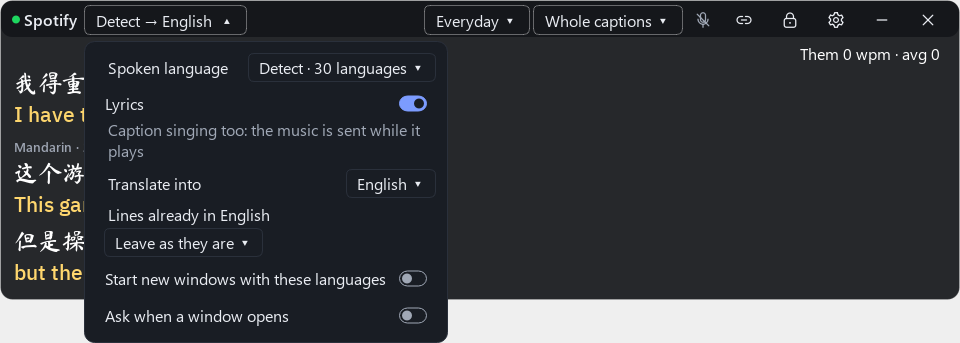 Spotify
Detect → English
Everyday
Whole captions
Them 0 wpm · avg 0
我得重
I have
Mandarin ·
这个游
This
但是操
but the
Spoken language
Detect · 30 languages
Lyrics
Caption singing too: the music is sent while it
plays
Translate into
English
Lines already in English
Leave as they are
Start new windows with these languages
Ask when a window opens